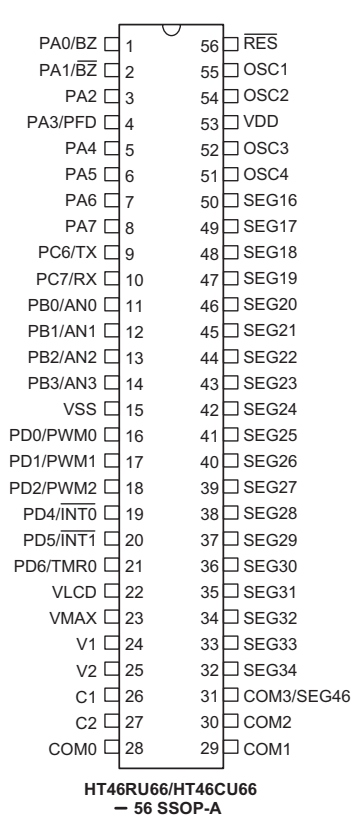 PA0/BZ 1 56 R̅E̅S̅
PA1/B̅Z̅ 2 55 OSC1
PA2 3 54 OSC2
PA3/PFD 4 53 VDD
PA4 5 52 OSC3
PA5 6 51 OSC4
PA6 7 50 SEG16
PA7 8 49 SEG17
PC6/TX 9 48 SEG18
PC7/RX 10 47 SEG19
PB0/AN0 11 46 SEG20
PB1/AN1 12 45 SEG21
PB2/AN2 13 44 SEG22
PB3/AN3 14 43 SEG23
VSS 15 42 SEG24
PD0/PWM0 16 41 SEG25
PD1/PWM1 17 40 SEG26
PD2/PWM2 18 39 SEG27
PD4/I̅N̅T̅0̅ 19 38 SEG28
PD5/I̅N̅T̅1̅ 20 37 SEG29
PD6/TMR0 21 36 SEG30
VLCD 22 35 SEG31
VMAX 23 34 SEG32
V1 24 33 SEG33
V2 25 32 SEG34
C1 26 31 COM3/SEG46
C2 27 30 COM2
COM0 28 29 COM1
HT46RU66/HT46CU66
– 56 SSOP-A